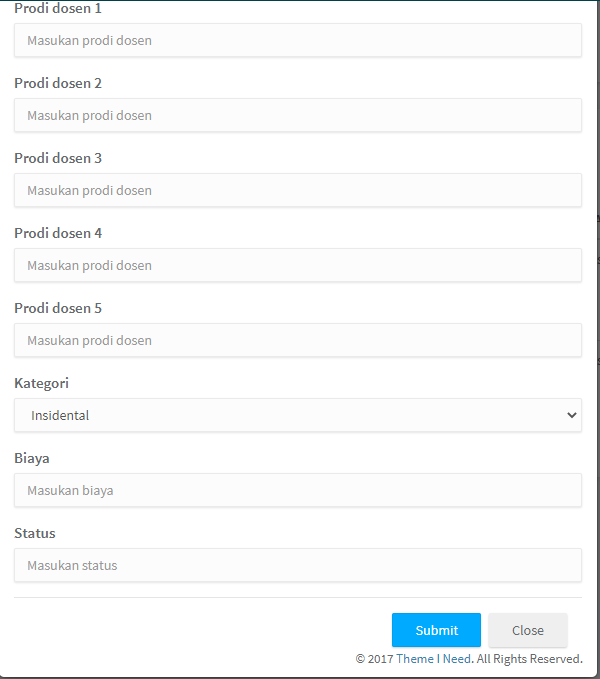 Prodi dosen 1
Masukan prodi dosen
Prodi dosen 2
Masukan prodi dosen
Prodi dosen 3
Masukan prodi dosen
Prodi dosen 4
Masukan prodi dosen
Prodi dosen 5
Masukan prodi dosen
Kategori
Insidental
Biaya
Masukan biaya
Status
Masukan status
Submit Close
© 2017 Theme I Need. All Rights Reserved.